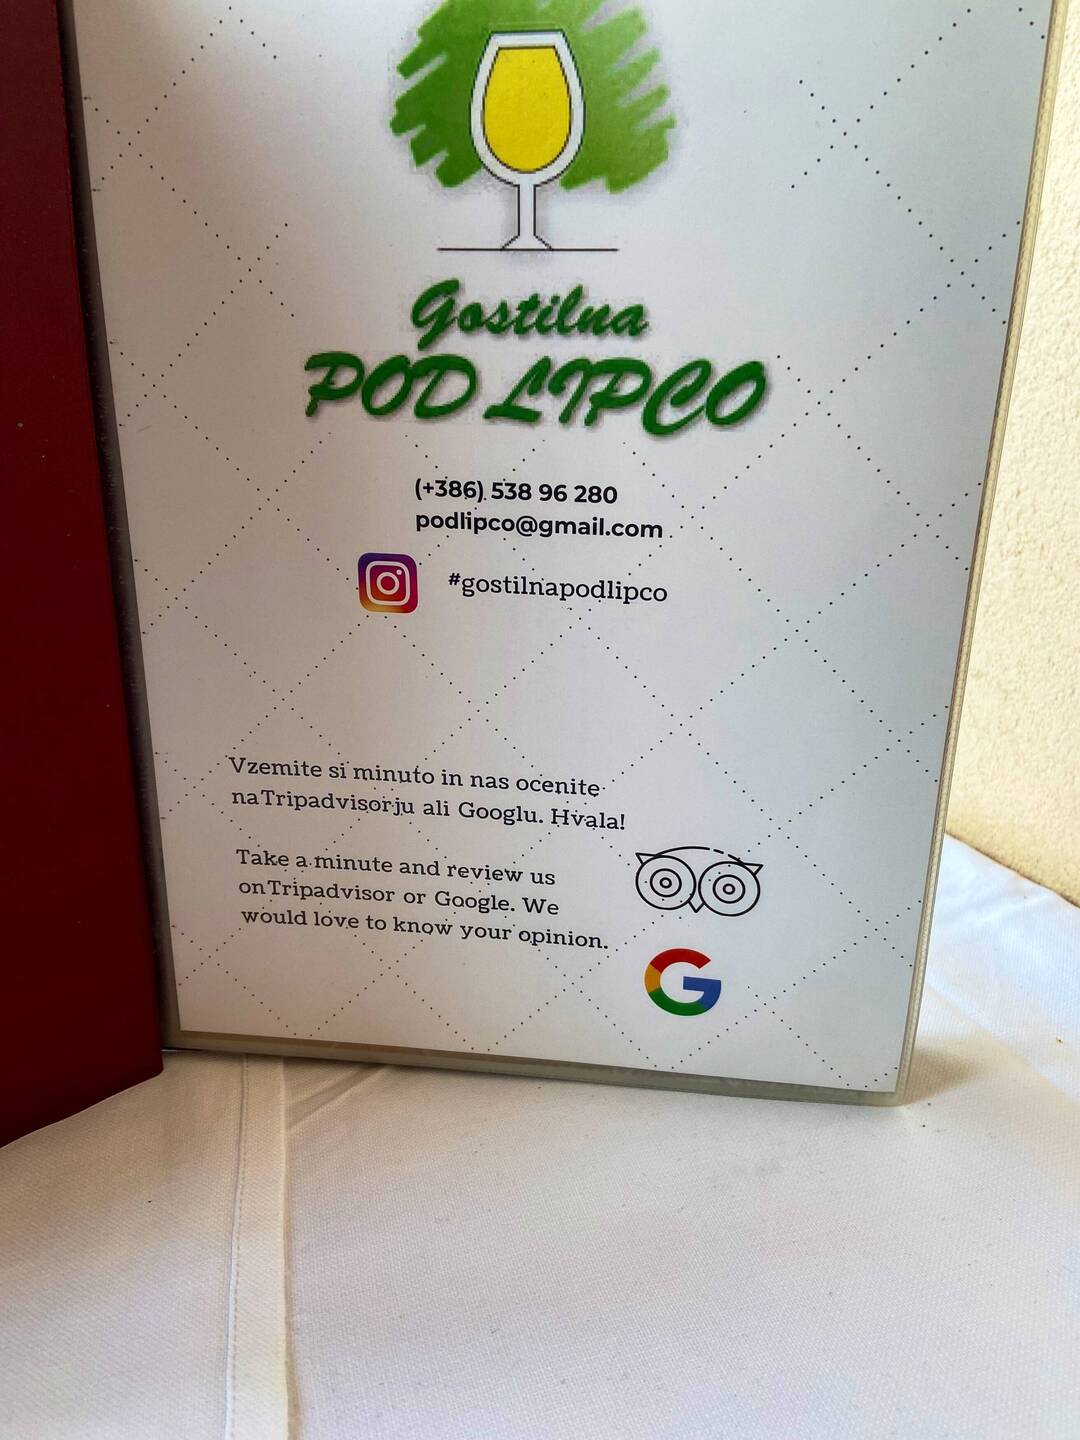 Gostilna
POD LIPCO
(+386) 538 96 280
podlipco@gmail.com
#gostilnapodlipco
Vzemite si minuto in nas ocenite
naTripadvisorju ali Googlu. Hvala!
Take a minute and review us
onTripadvisor or Google. We
would love to know your opinion.
G